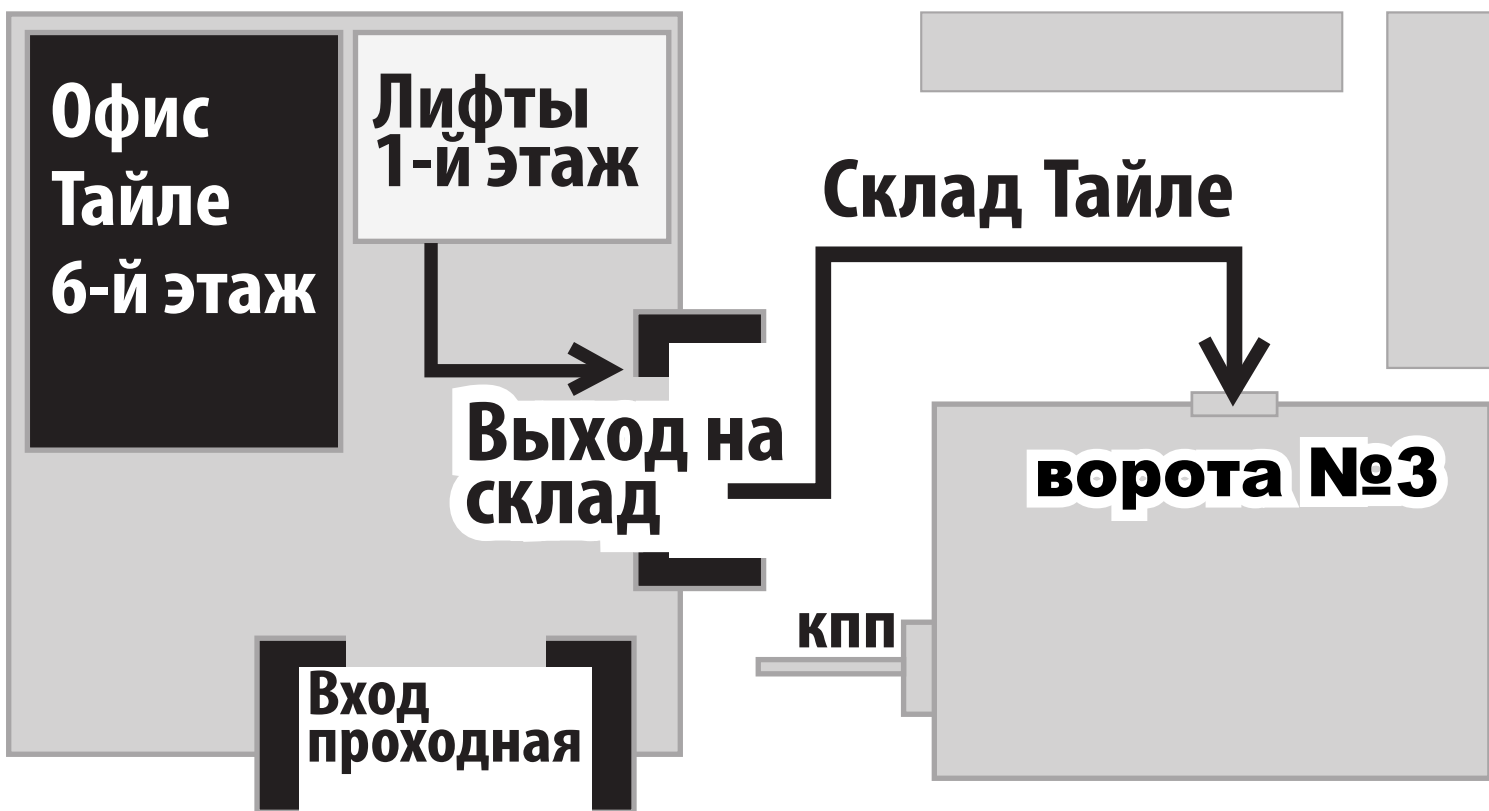 Офис
Тайле
6-й этаж
Лифты
1-й этаж
Склад Тайле
Выход на
склад
ворота №3
кпп
Вход
проходная